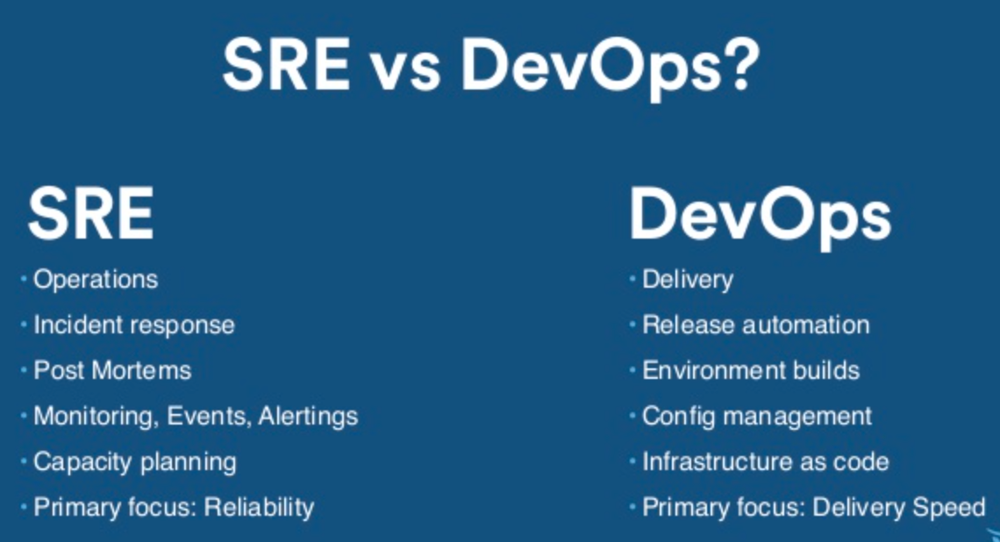 SRE vs DevOps?
SRE
• Operations
• Incident response
• Post Mortems
• Monitoring, Events, Alertings
• Capacity planning
• Primary focus: Reliability
DevOps
• Delivery
• Release automation
• Environment builds
• Config management
• Infrastructure as code
• Primary focus: Delivery Speed